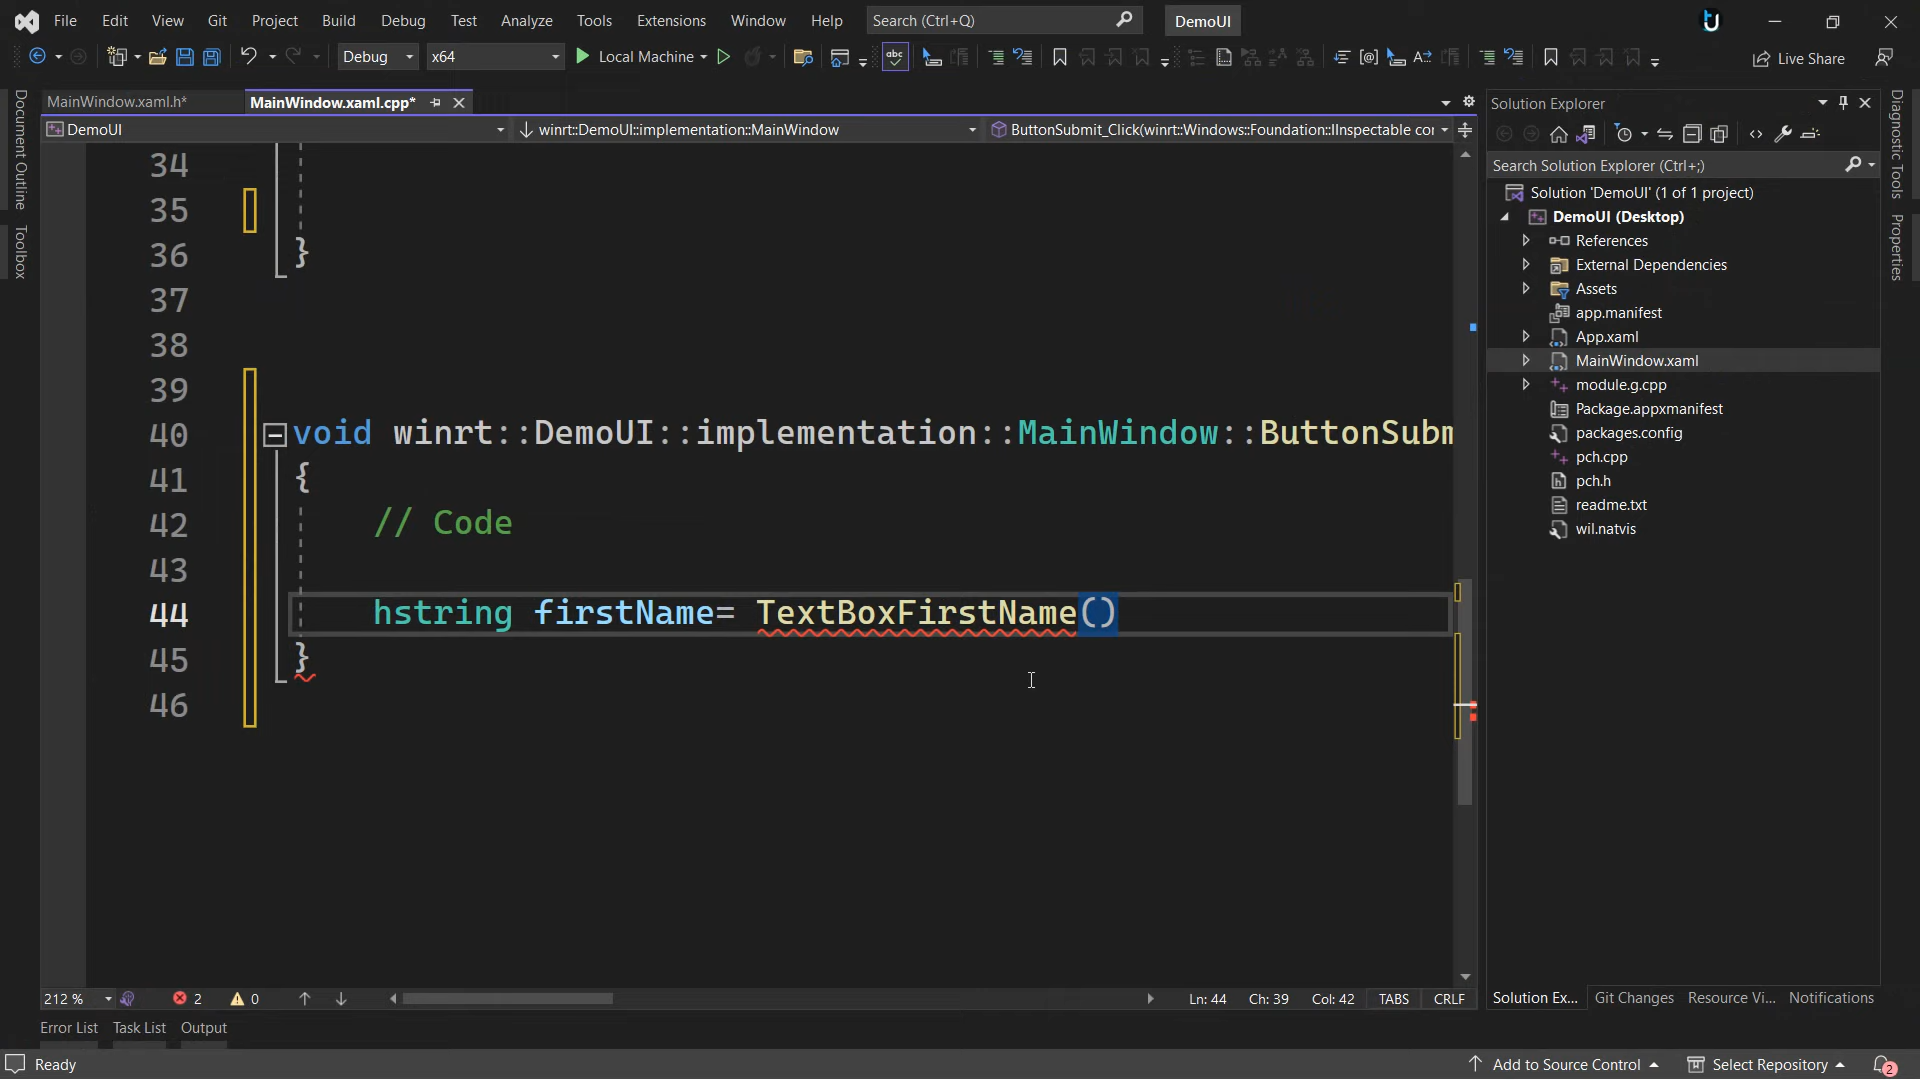 File Edit View Git Project Build Debug Test Analyze Tools Extensions Window Help Search (Ctrl+Q) DemoUI
Debug x64 Local Machine Live Share
MainWindow.xaml.h* MainWindow.xaml.cpp*
DemoUI winrt::DemoUI::implementation::MainWindow ButtonSubmit_Click(winrt::Windows::Foundation::IInspectable cor
Document Outline
Toolbox
34
35
36 }
37
38
39
40 void winrt::DemoUI::implementation::MainWindow::ButtonSubm
41 {
42 // Code
43
44 hstring firstName= TextBoxFirstName()
45 }
46
212 % 2 0 Ln: 44 Ch: 39 Col: 42 TABS CRLF
Error List Task List Output
Solution Explorer
Search Solution Explorer (Ctrl+;)
Solution 'DemoUI' (1 of 1 project)
DemoUI (Desktop)
References
External Dependencies
Assets
app.manifest
App.xaml
MainWindow.xaml
module.g.cpp
Package.appxmanifest
packages.config
pch.cpp
pch.h
readme.txt
wil.natvis
Solution Ex... Git Changes Resource Vi... Notifications
Diagnostic Tools
Properties
Ready Add to Source Control Select Repository 2